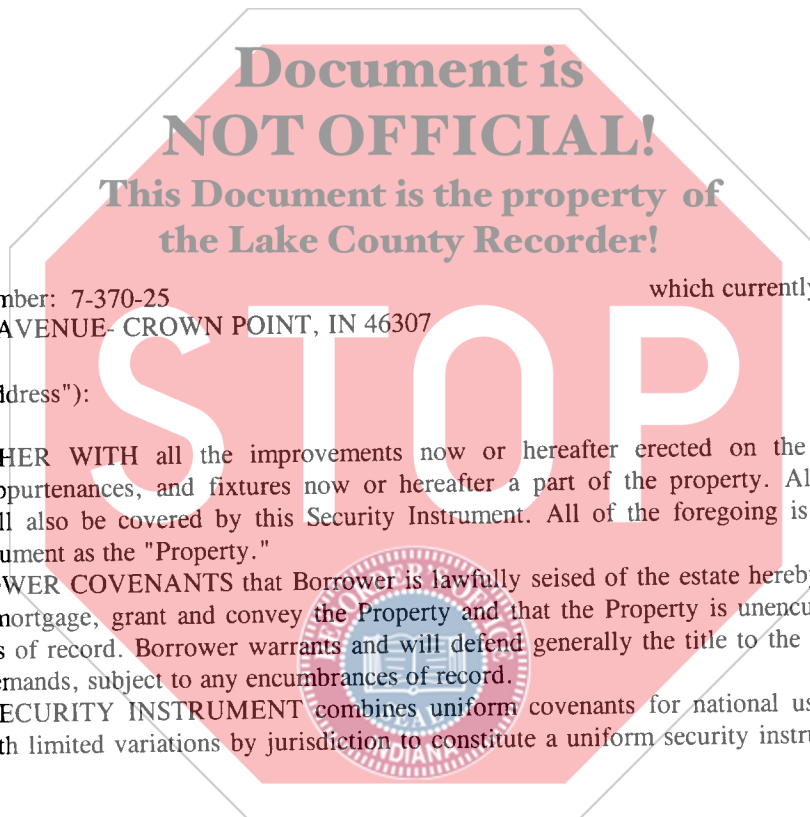 Document is
NOT OFFICIAL!
This Document is the property of
the Lake County Recorder!
mber: 7-370-25 which currently
AVENUE- CROWN POINT, IN 46307
ddress"):
STOP
HER WITH all the improvements now or hereafter erected on the
ppurtenances, and fixtures now or hereafter a part of the property. Al
ll also be covered by this Security Instrument. All of the foregoing is
ument as the "Property."
OWER COVENANTS that Borrower is lawfully seised of the estate hereby
mortgage, grant and convey the Property and that the Property is unencu
s of record. Borrower warrants and will defend generally the title to the
emands, subject to any encumbrances of record.
ECURITY INSTRUMENT combines uniform covenants for national us
th limited variations by jurisdiction to constitute a uniform security instru
SEAL
INDIANA